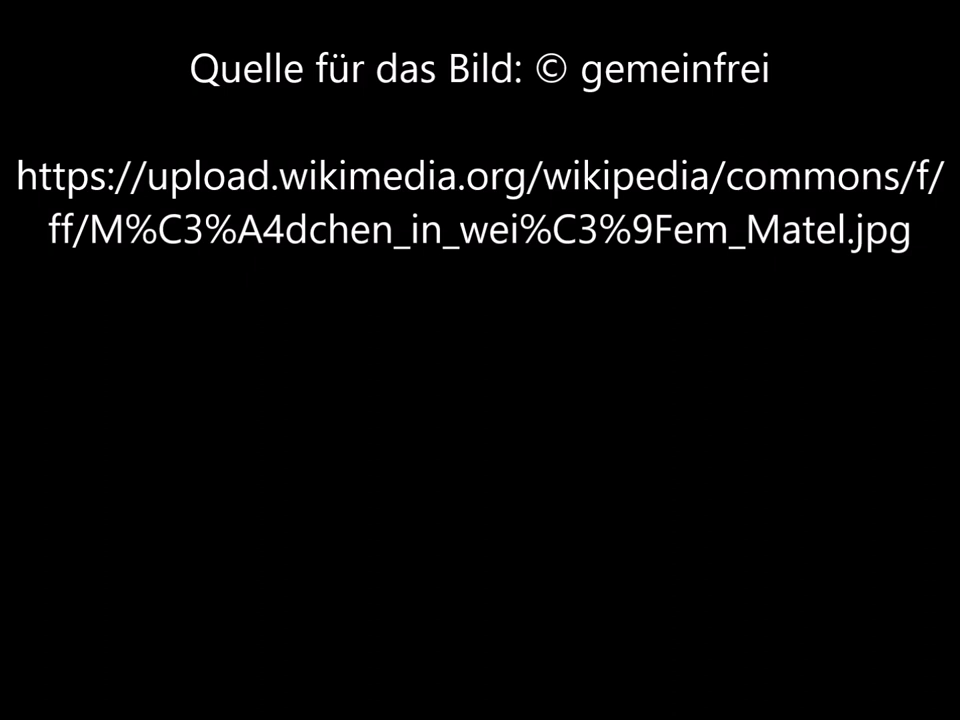 Quelle für das Bild: © gemeinfrei
https://upload.wikimedia.org/wikipedia/commons/f/
ff/M%C3%A4dchen_in_wei%C3%9Fem_Matel.jpg